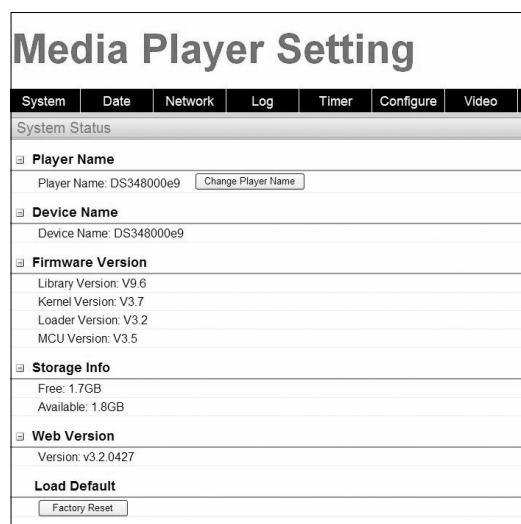 Media Player Setting
System Date Network Log Timer Configure Video
System Status
Player Name
Player Name: DS348000e9 Change Player Name
Device Name
Device Name: DS348000e9
Firmware Version
Library Version: V9.6
Kernel Version: V3.7
Loader Version: V3.2
MCU Version: V3.5
Storage Info
Free: 1.7GB
Available: 1.8GB
Web Version
Version: v3.2.0427
Load Default
Factory Reset